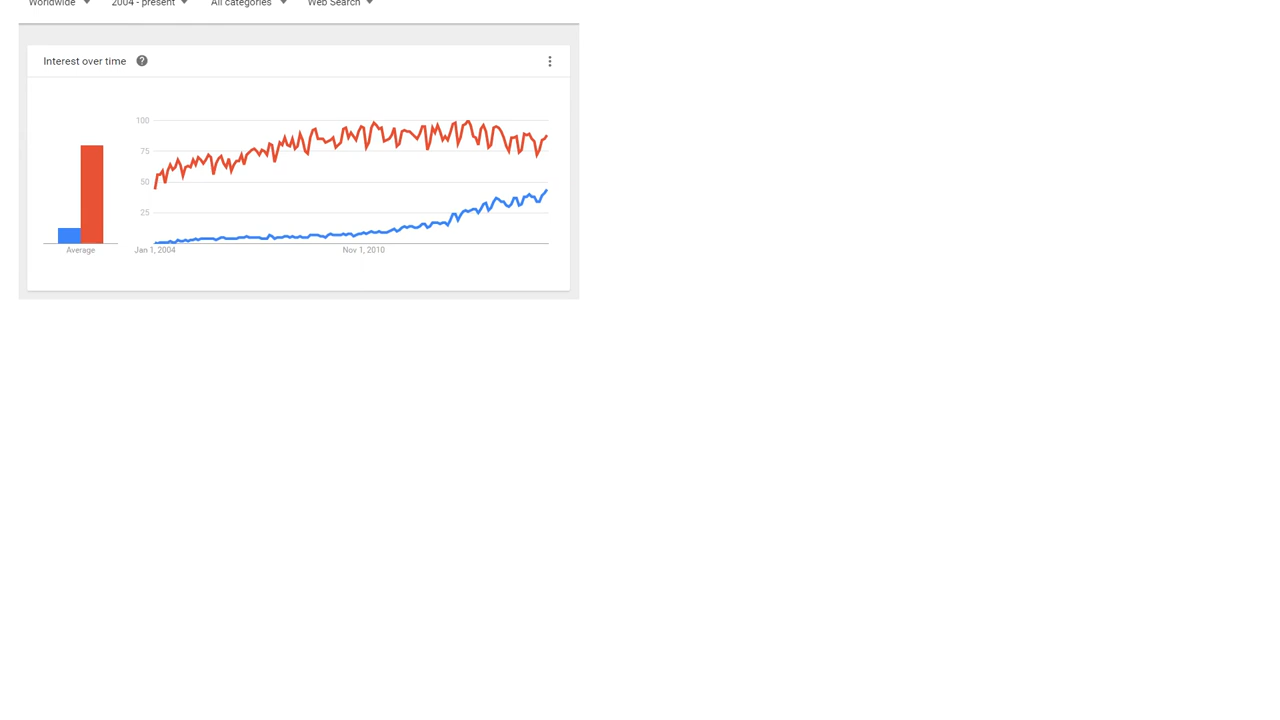 Worldwide 2004 - present All categories Web Search
Interest over time ?
100
75
50
25
Average Jan 1, 2004 Nov 1, 2010